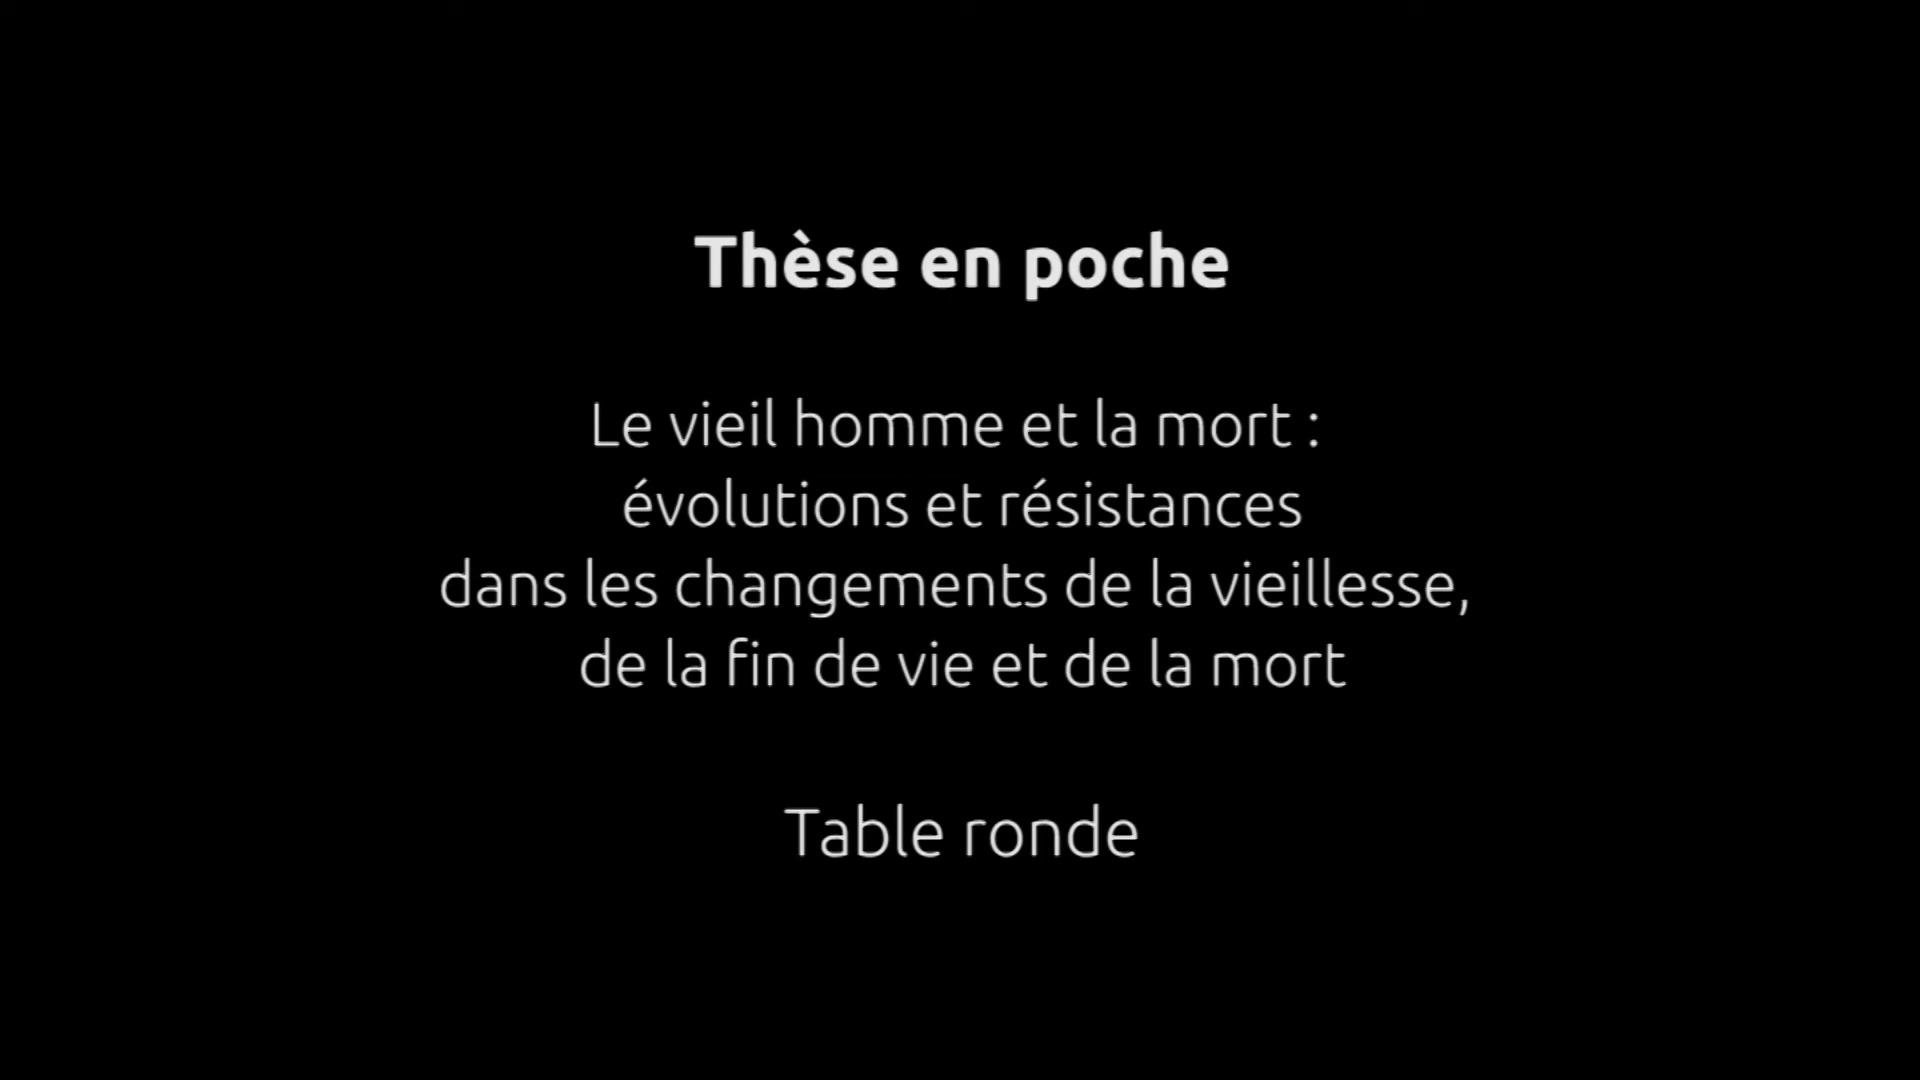 Thèse en poche
Le vieil homme et la mort :
évolutions et résistances
dans les changements de la vieillesse,
de la fin de vie et de la mort
Table ronde